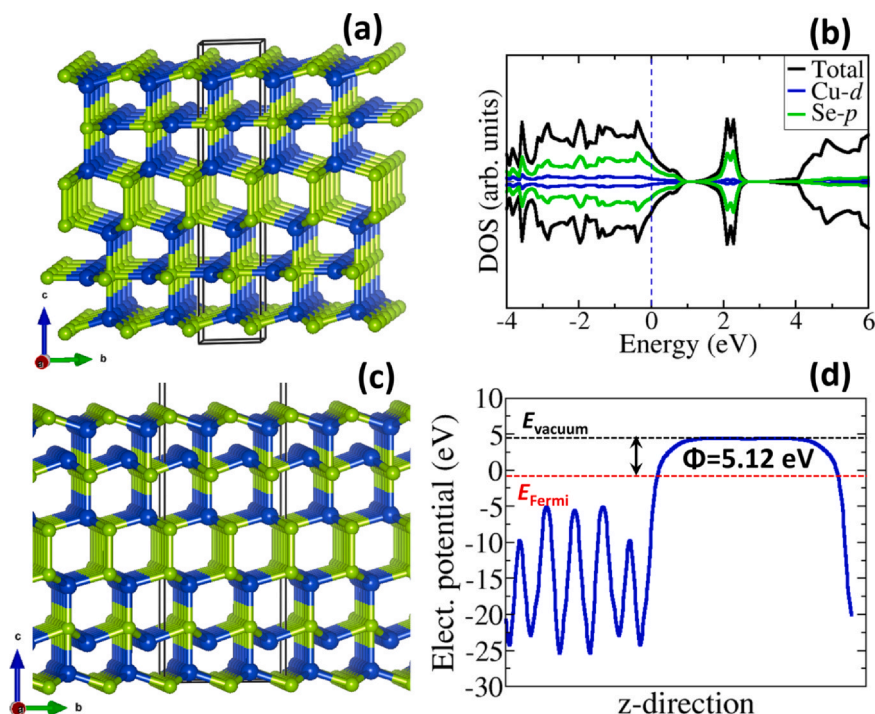 (a)
c
a
b
(b)
Total
Cu-d
Se-p
DOS (arb. units)
-4 -2 0 2 4 6
Energy (eV)
(c)
c
a
b
(d)
Elect. potential (eV)
10
5
0
-5
-10
-15
-20
-25
-30
Evacuum
Φ=5.12 eV
EFermi
z-direction